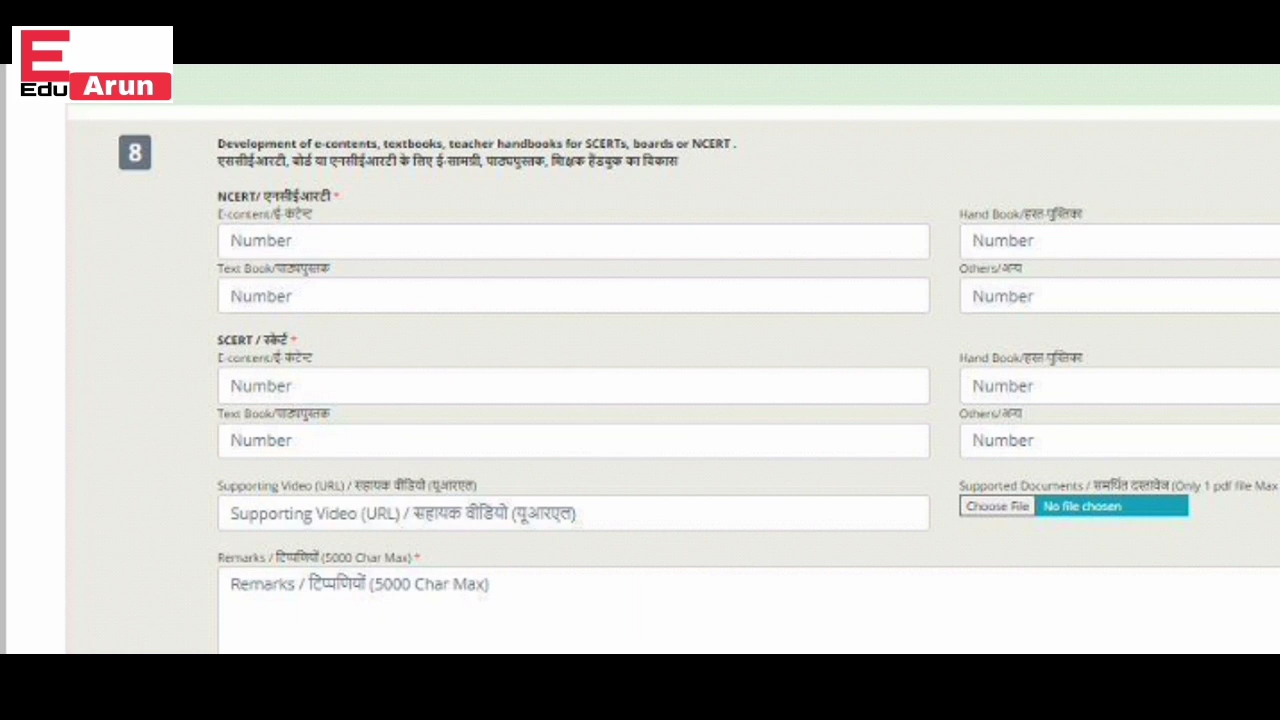 E
Edu Arun
8
Development of e-contents, textbooks, teacher handbooks for SCERTs, boards or NCERT .
एससीईआरटी, बोर्ड या एनसीईआरटी के लिए ई-सामग्री, पाठ्यपुस्तक, शिक्षक हैंडबुक का विकास
NCERT/ एनसीईआरटी *
E-content/ई-कंटेन्ट
Hand Book/हस्त-पुस्तिका
Number
Number
Text Book/पाठ्यपुस्तक
Others/अन्य
Number
Number
SCERT / स्केर्ट *
E-content/ई-कंटेन्ट
Hand Book/हस्त-पुस्तिका
Number
Number
Text Book/पाठ्यपुस्तक
Others/अन्य
Number
Number
Supporting Video (URL) / सहायक वीडियो (यूआरएल)
Supported Documents / समर्थित दस्तावेज (Only 1 pdf file Max
Supporting Video (URL) / सहायक वीडियो (यूआरएल)
Choose File No file chosen
Remarks / टिप्पणियों (5000 Char Max) *
Remarks / टिप्पणियों (5000 Char Max)